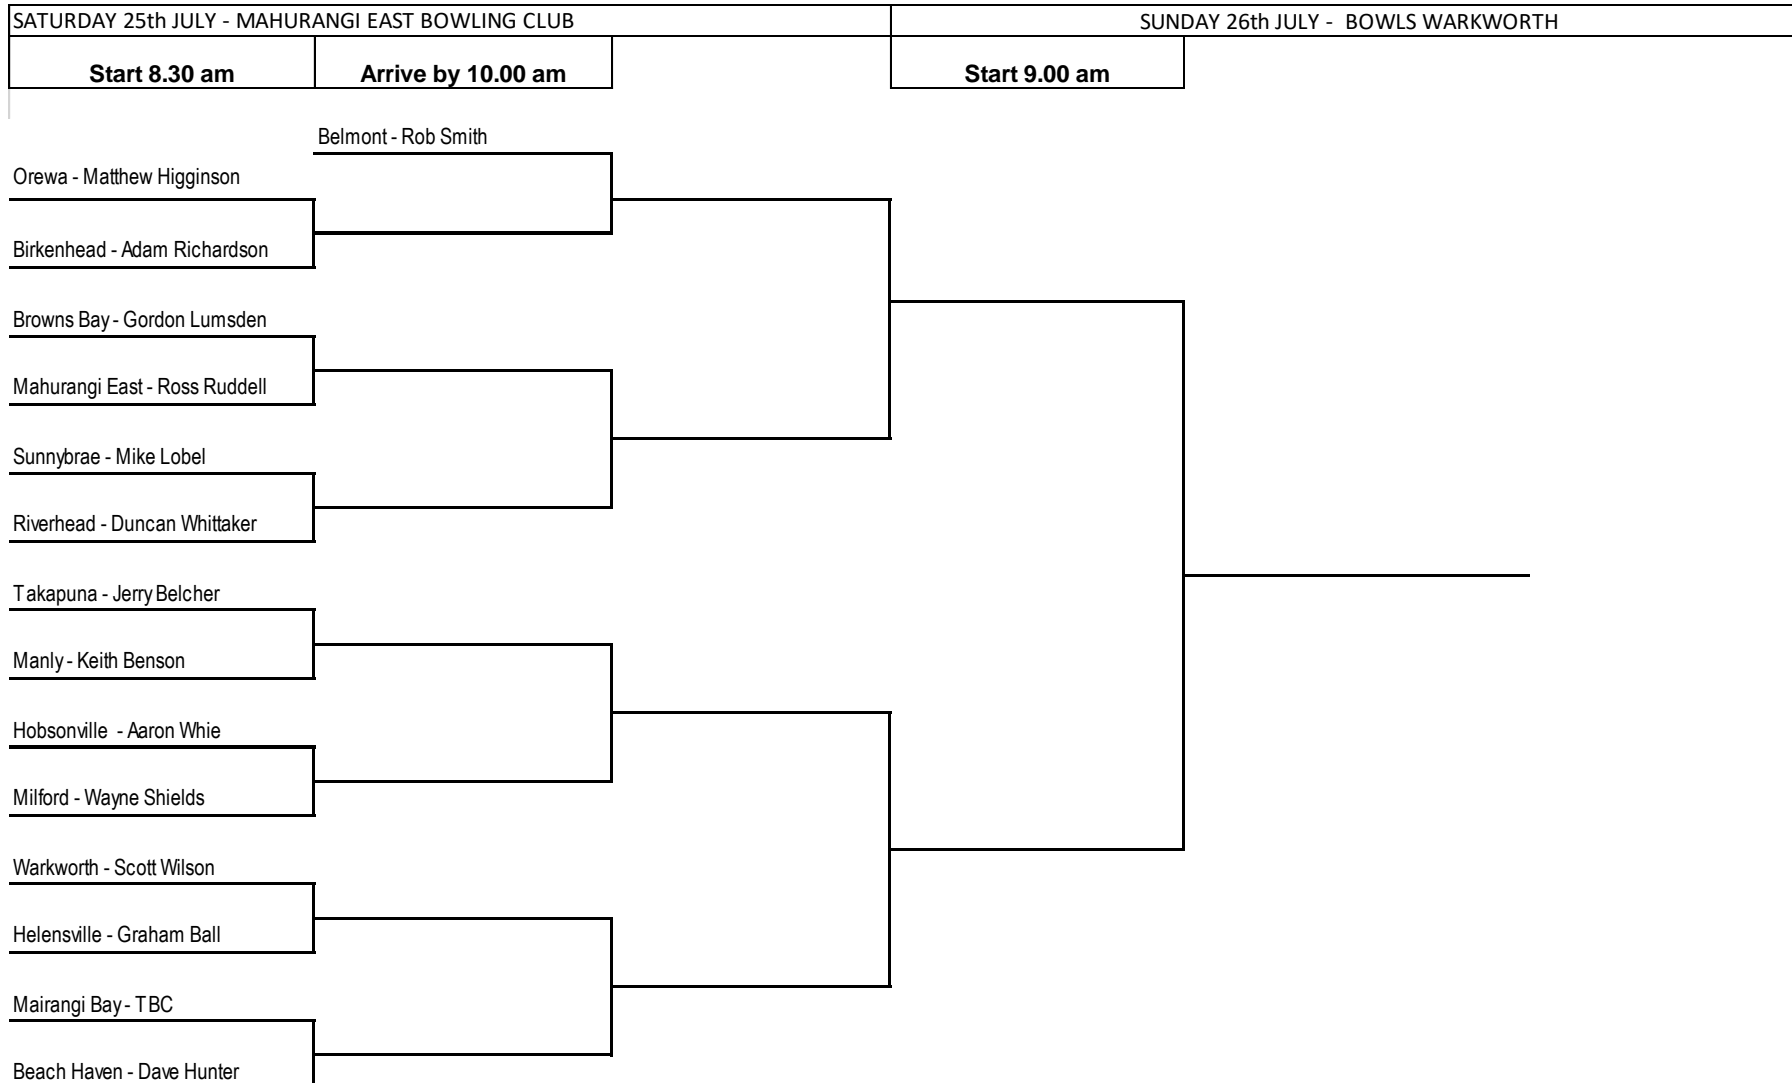 SATURDAY 25th JULY - MAHURANGI EAST BOWLING CLUB
SUNDAY 26th JULY - BOWLS WARKWORTH
Start 8.30 am
Arrive by 10.00 am
Start 9.00 am
Belmont - Rob Smith
Orewa - Matthew Higginson
Birkenhead - Adam Richardson
Browns Bay - Gordon Lumsden
Mahurangi East - Ross Ruddell
Sunnybrae - Mike Lobel
Riverhead - Duncan Whittaker
Takapuna - Jerry Belcher
Manly - Keith Benson
Hobsonville - Aaron Whie
Milford - Wayne Shields
Warkworth - Scott Wilson
Helensville - Graham Ball
Mairangi Bay - TBC
Beach Haven - Dave Hunter